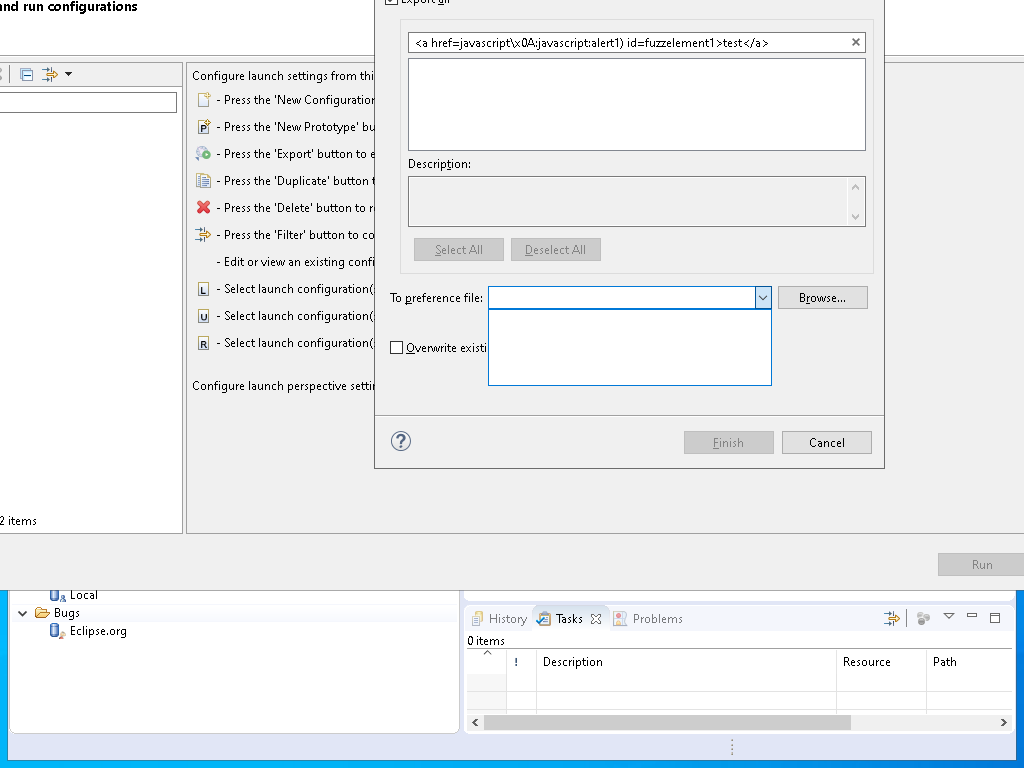 and run configurations
Export all
<a href=javascript\x0A:javascript:alert1) id=fuzzelement1>test</a>
Configure launch settings from thi
- Press the 'New Configuration
- Press the 'New Prototype' bu
- Press the 'Export' button to e
- Press the 'Duplicate' button t
- Press the 'Delete' button to r
- Press the 'Filter' button to co
- Edit or view an existing confi
L - Select launch configuration(
U - Select launch configuration(
R - Select launch configuration(
Configure launch perspective settin
Description:
Select All
Deselect All
To preference file:
Browse...
Overwrite existi
Finish
Cancel
2 items
Run
Local
Bugs
Eclipse.org
History
Tasks
Problems
0 items
!
Description
Resource
Path